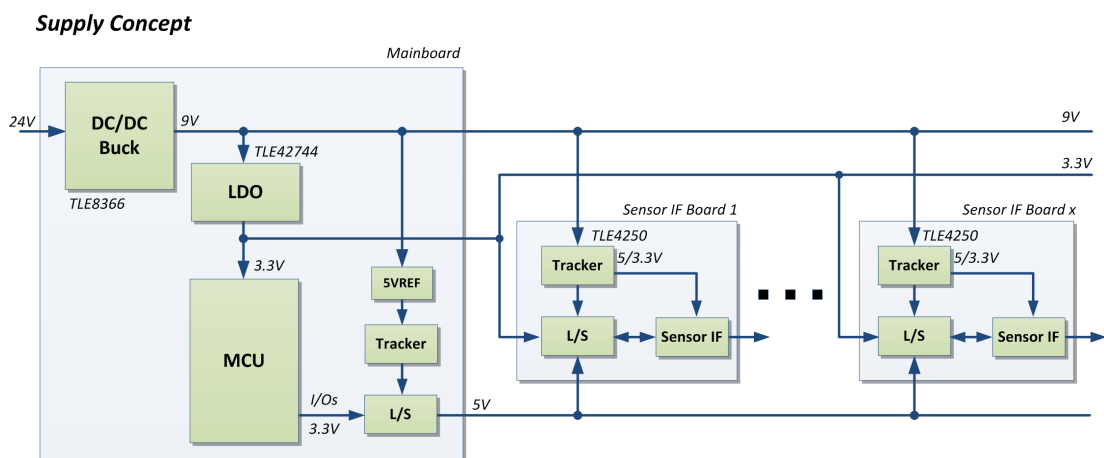 Supply Concept
Mainboard
24V
DC/DC
Buck
9V
TLE8366
TLE42744
LDO
3.3V
MCU
5VREF
Tracker
I/Os
3.3V
L/S
5V
9V
3.3V
Sensor IF Board 1
TLE4250
Tracker
5/3.3V
L/S
Sensor IF
Sensor IF Board x
TLE4250
Tracker
5/3.3V
L/S
Sensor IF